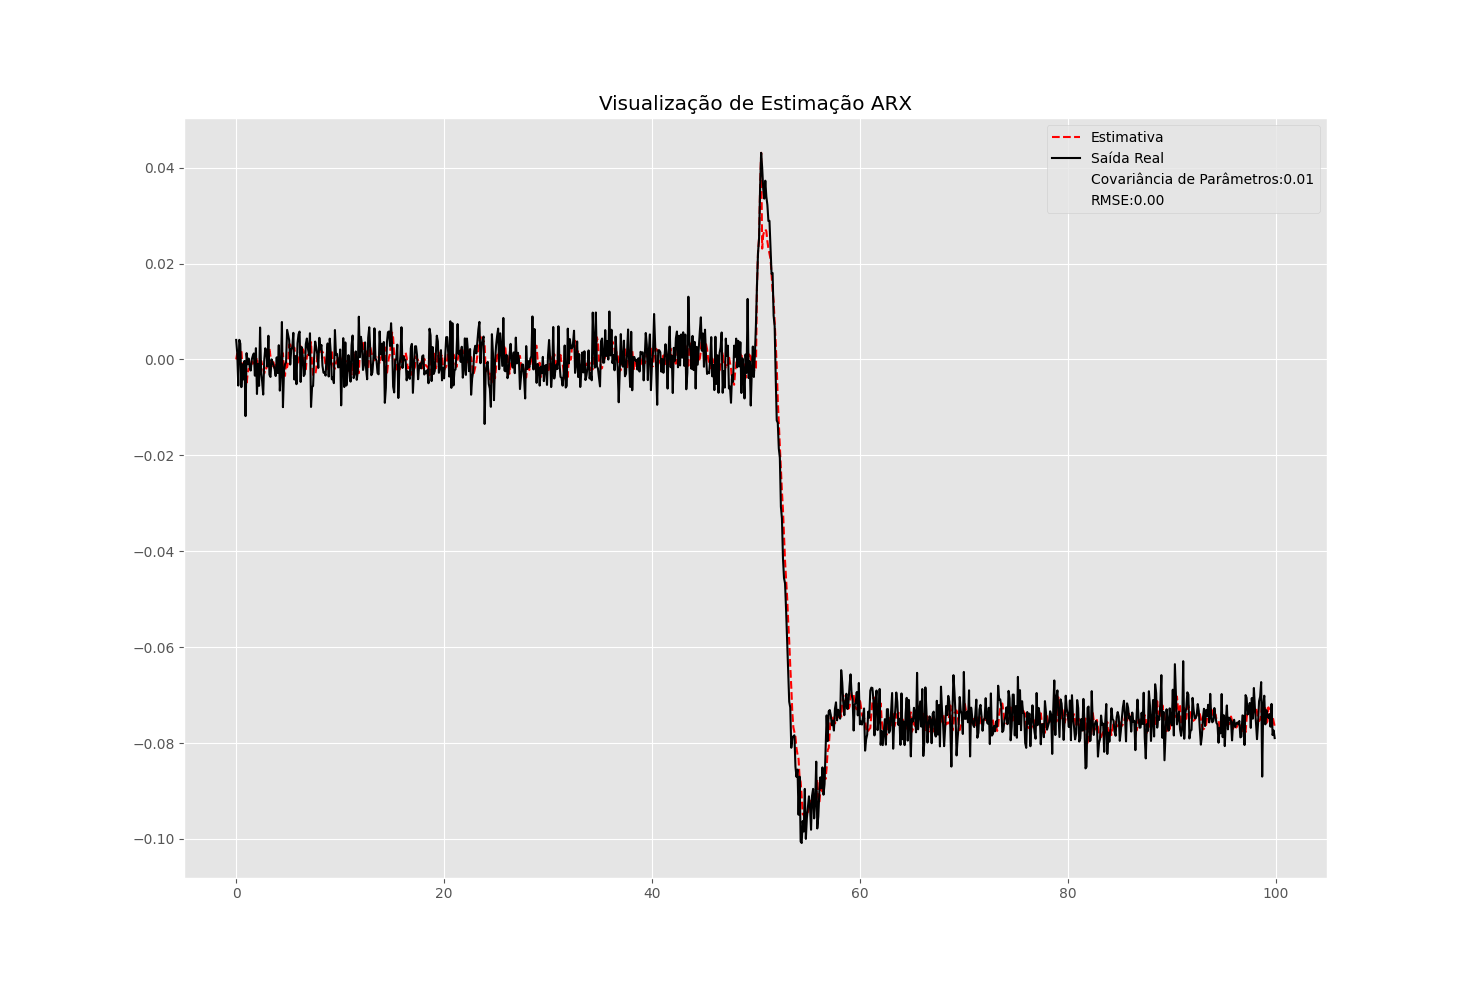 Visualização de Estimação ARX
Estimativa
Saída Real
Covariância de Parâmetros:0.01
RMSE:0.00
0.04
0.02
0.00
−0.02
−0.04
−0.06
−0.08
−0.10
0 20 40 60 80 100